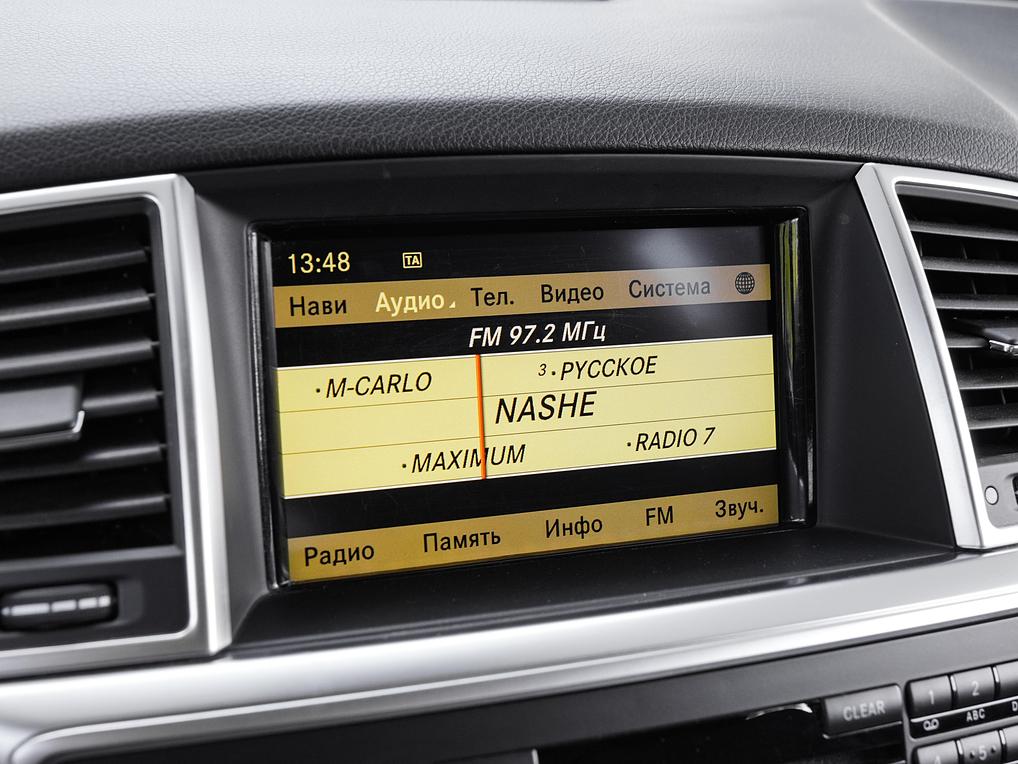 13:48 TA
Нави Аудио Тел. Видео Система
FM 97.2 МГц
·M-CARLO 3·РУССКОЕ
NASHE
·MAXIMUM ·RADIO 7
Радио Память Инфо FM Звуч.
CLEAR 1 2
ABC
5